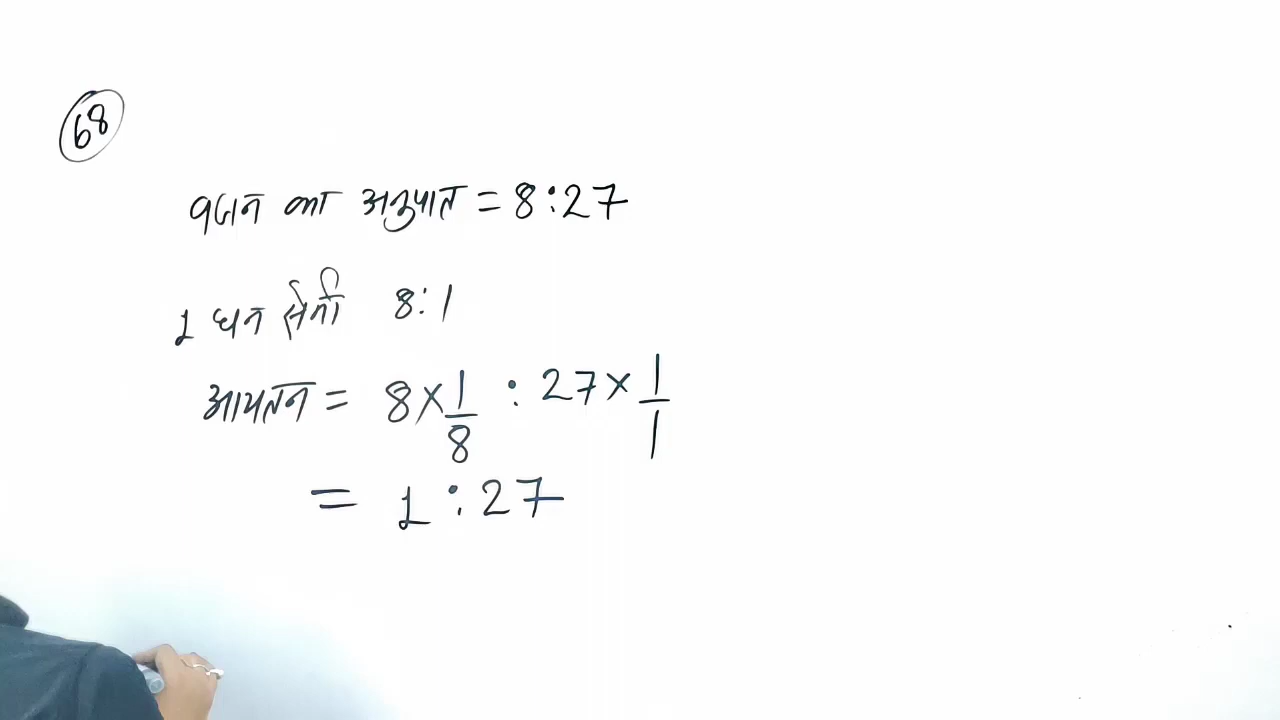 68
वजन का अनुपात = 8:27
1 घन सेमी 8:1
आयतन = 8×1/8 : 27×1/1
= 1:27